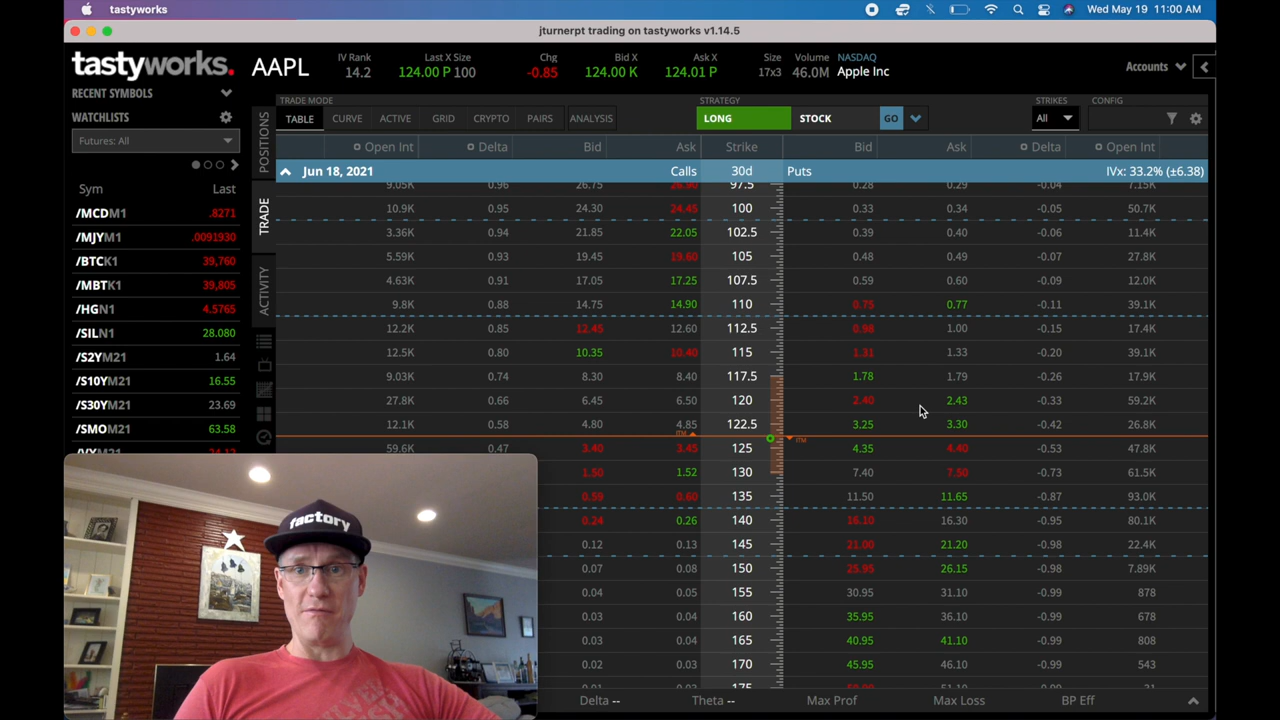 tastyworks
Wed May 19 11:00 AM
jturnerpt trading on tastyworks v1.14.5
tastyworks.
AAPL
IV Rank
14.2
Last X Size
124.00 P 100
Chg
-0.85
Bid X
124.00 K
Ask X
124.01 P
Size
17x3
Volume
46.0M
NASDAQ
Apple Inc
Accounts
RECENT SYMBOLS
WATCHLISTS
Futures: All
Sym Last
/MCDM1 .8271
/MJYM1 .0091930
/BTCK1 39,760
/MBTK1 39,805
/HGN1 4.5765
/SILN1 28.080
/S2YM21 1.64
/S10YM21 16.55
/S30YM21 23.69
/SMOM21 63.58
POSITIONS
TRADE
ACTIVITY
TRADE MODE
TABLE CURVE ACTIVE GRID CRYPTO PAIRS ANALYSIS
STRATEGY
LONG STOCK GO
STRIKES
All
CONFIG
Open Int Delta Bid Ask Strike Bid Ask Delta Open Int
Jun 18, 2021 Calls 30d Puts IVx: 33.2% (±6.38)
9.05K 0.96 26.75 26.90 97.5 0.28 0.29 -0.04 7.15K
10.9K 0.95 24.30 24.45 100 0.33 0.34 -0.05 50.7K
3.36K 0.94 21.85 22.05 102.5 0.39 0.40 -0.06 11.4K
5.59K 0.93 19.45 19.60 105 0.48 0.49 -0.07 27.8K
4.63K 0.91 17.05 17.25 107.5 0.59 0.60 -0.09 12.0K
9.8K 0.88 14.75 14.90 110 0.75 0.77 -0.11 39.1K
12.2K 0.85 12.45 12.60 112.5 0.98 1.00 -0.15 17.4K
12.5K 0.80 10.35 10.40 115 1.31 1.33 -0.20 39.1K
9.03K 0.74 8.30 8.40 117.5 1.78 1.79 -0.26 17.9K
27.8K 0.66 6.45 6.50 120 2.40 2.43 -0.33 59.2K
12.1K 0.58 4.80 4.85 122.5 3.25 3.30 -0.42 26.8K
ITM ITM
59.6K 0.47 3.40 3.45 125 4.35 4.40 -0.53 47.8K
1.50 1.52 130 7.40 7.50 -0.73 61.5K
0.59 0.60 135 11.50 11.65 -0.87 93.0K
0.24 0.26 140 16.10 16.30 -0.95 80.1K
0.12 0.13 145 21.00 21.20 -0.98 22.4K
0.07 0.08 150 25.95 26.15 -0.98 7.89K
0.04 0.05 155 30.95 31.10 -0.99 878
0.03 0.04 160 35.95 36.10 -0.99 678
0.03 0.04 165 40.95 41.10 -0.99 808
0.02 0.03 170 45.95 46.10 -0.99 543
175
Delta -- Theta -- Max Prof Max Loss BP Eff
factory